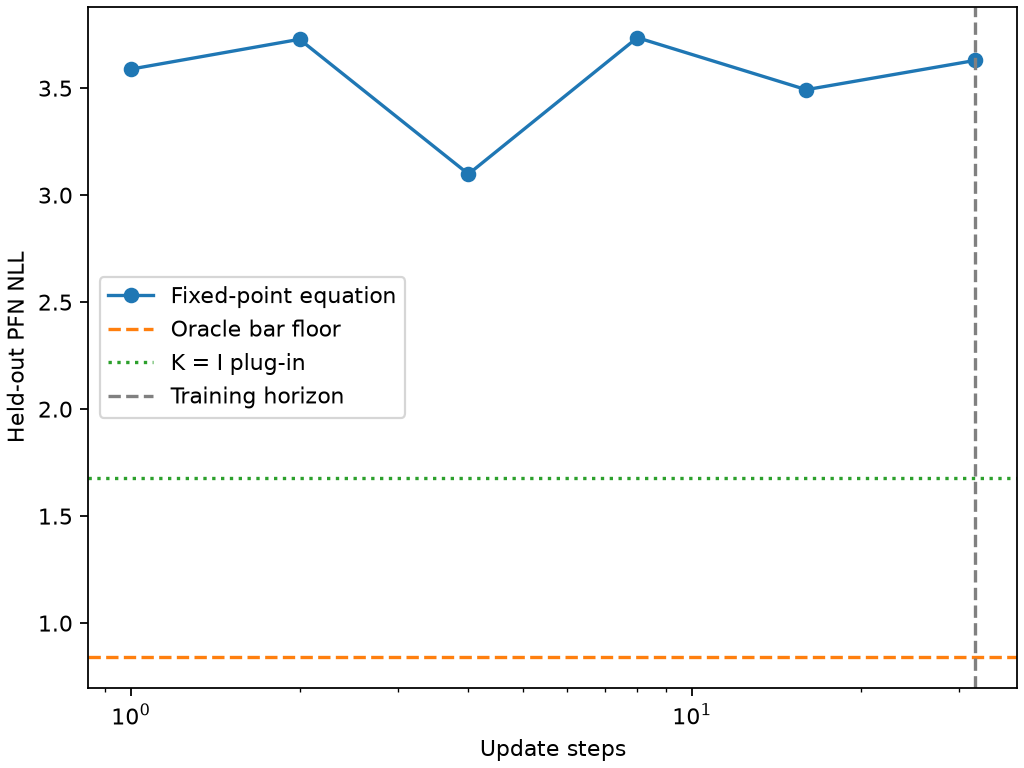 3.5
3.0
2.5
2.0
1.5
1.0
Held-out PFN NLL
Fixed-point equation
Oracle bar floor
K = I plug-in
Training horizon
10⁰
10¹
Update steps